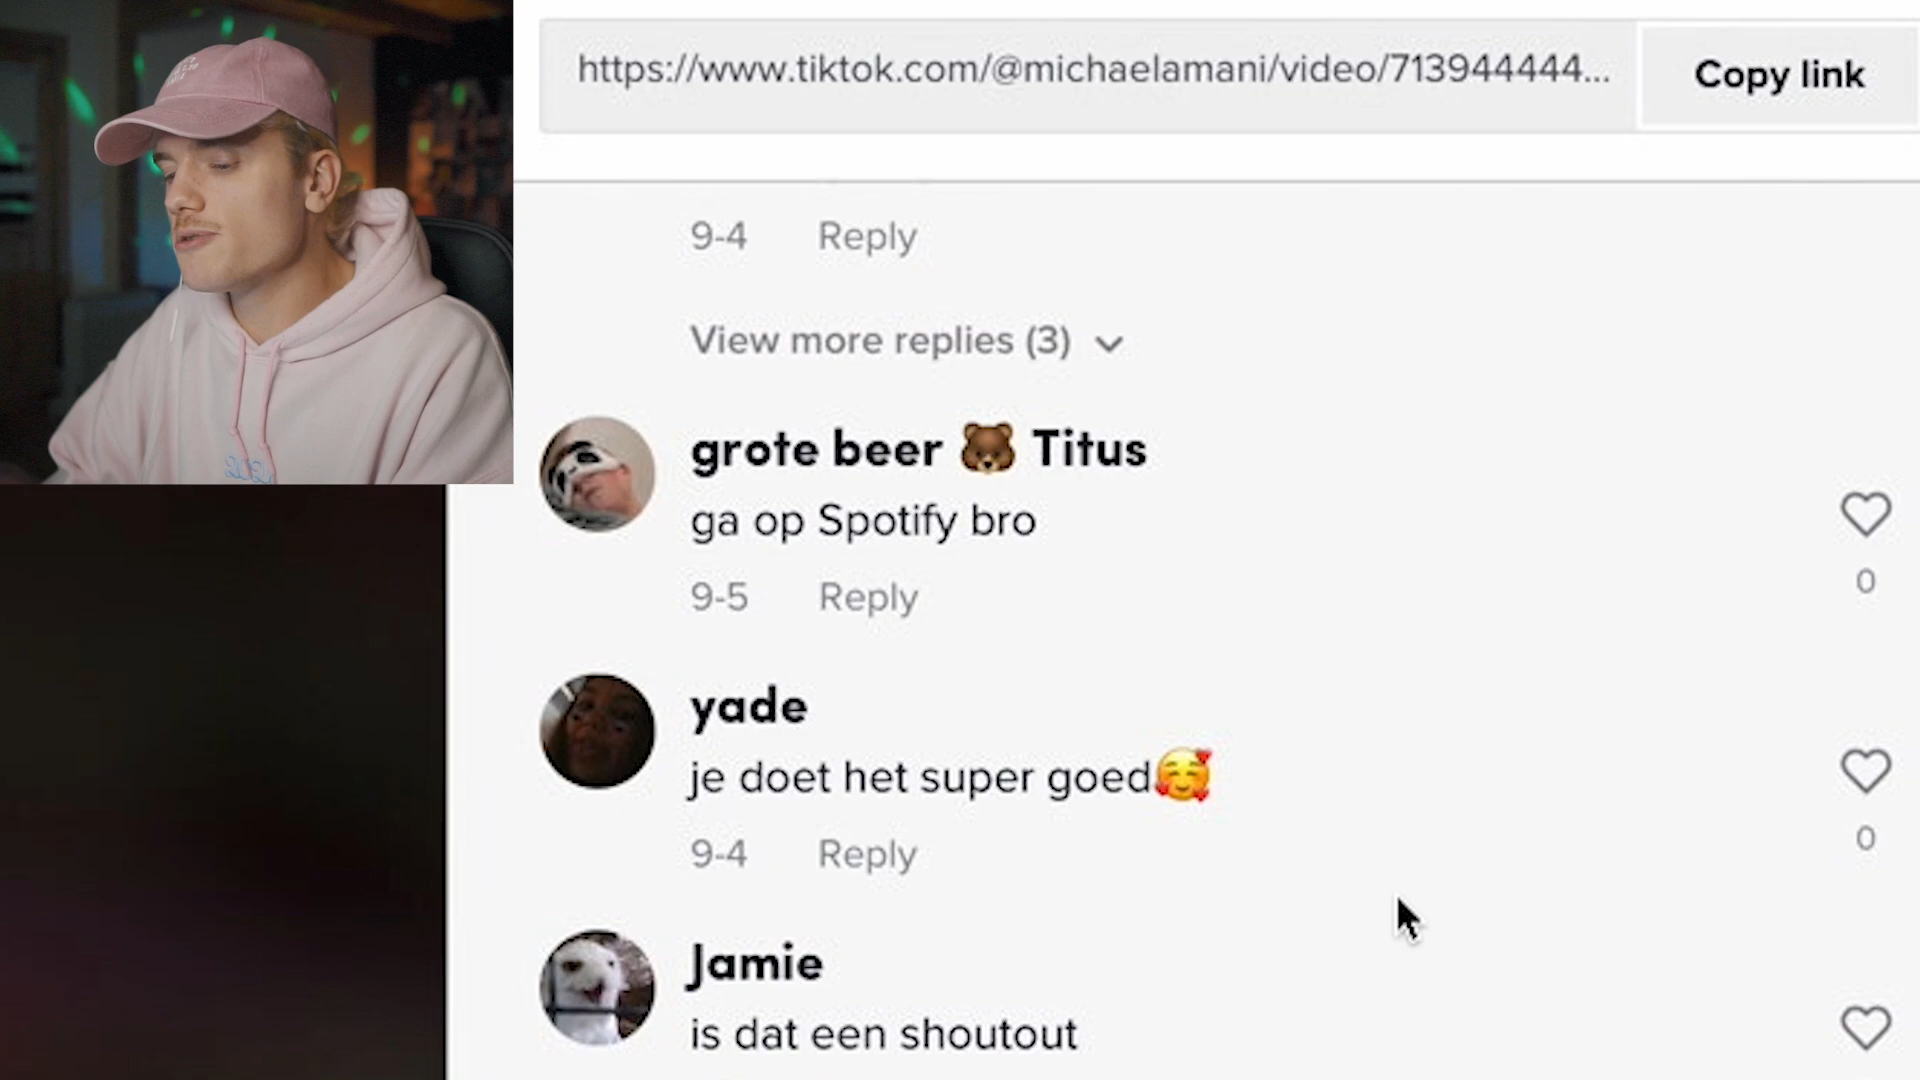 https://www.tiktok.com/@michaelamani/video/713944444...
Copy link
9-4 Reply
View more replies (3)
grote beer 🐻 Titus
ga op Spotify bro
0
9-5 Reply
yade
je doet het super goed🥰
0
9-4 Reply
Jamie
is dat een shoutout